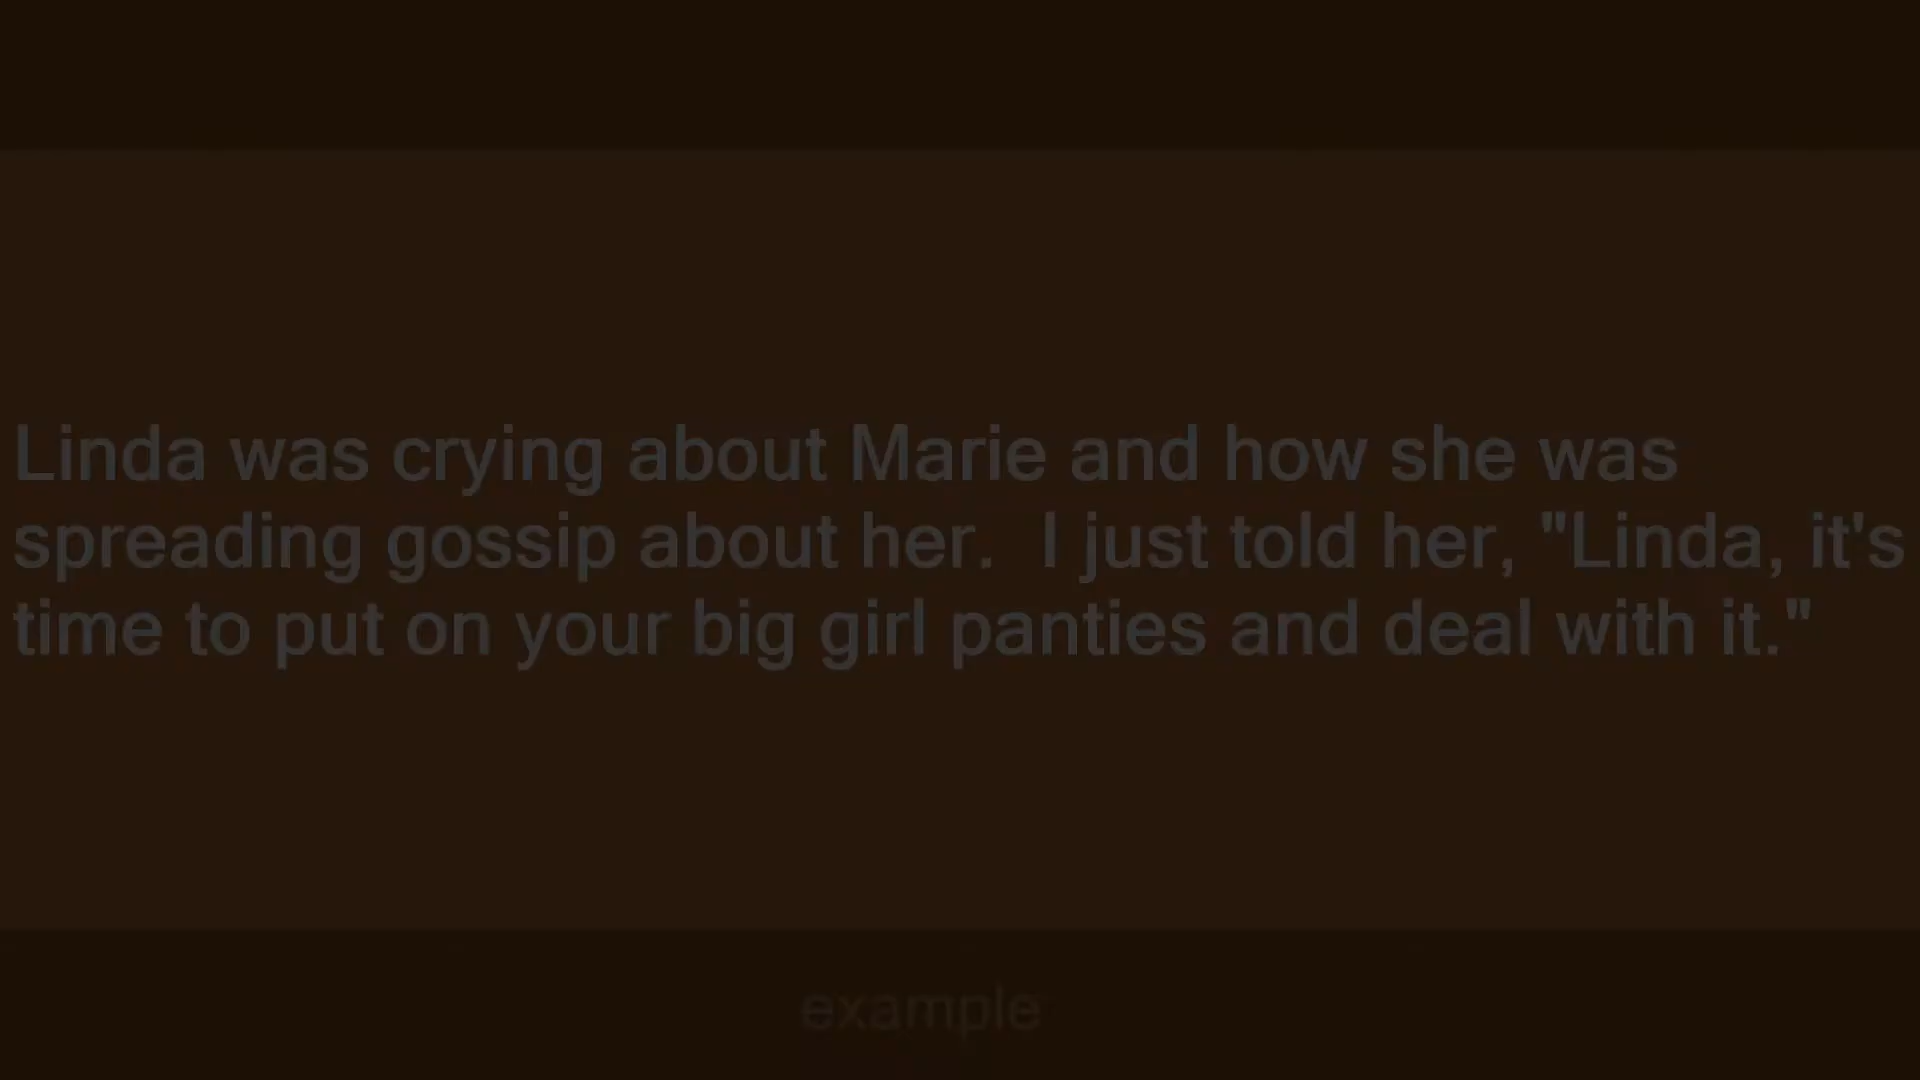 Linda was crying about Marie and how she was
spreading gossip about her.  I just told her, "Linda, it's
time to put on your big girl panties and deal with it."
example